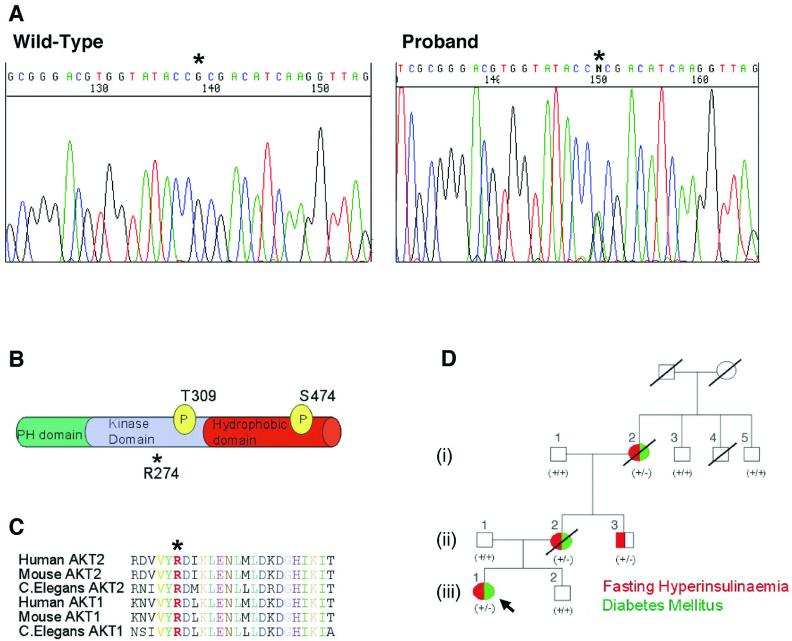 A
Wild-Type
*
G C G G G A C G T G G T A T A C C G C G A C A T C A A G G T T A G
130 140 150
Proband
*
T C G C G G G A C G T G G T A T A C C N C G A C A T C A A G G T T A G
140 150 160
B
T309 S474
P P
PH domain
Kinase Domain
Hydrophobic domain
*
R274
C
*
Human AKT2 RDVVYRDIKLENLMLDKDGHIKIT
Mouse AKT2 RDVVYRDIKLENLMLDKDGHIKIT
C.Elegans AKT2 RNIVYRDMKLENLLLDRDGHIKIT
Human AKT1 KNVVYRDLKLENLMLDKDGHIKIT
Mouse AKT1 KNVVYRDLKLENLMLDKDGHIKIT
C.Elegans AKT1 NSIVYRDLKLENLLLDKDGHIKIA
D
(i)
1 2 3 4 5
(+/+) (+/-) (+/+) (+/+)
(ii)
1 2 3
(+/+) (+/-) (+/-)
(iii)
1 2
(+/-) (+/+)
Fasting Hyperinsulinaemia
Diabetes Mellitus